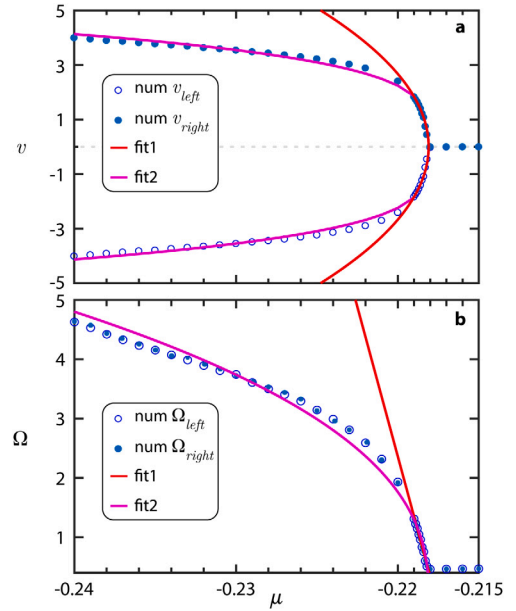 5
3
1
-1
-3
-5
v
a
num v_left
num v_right
fit1
fit2
5
4
3
2
1
Ω
b
num Ω_left
num Ω_right
fit1
fit2
-0.24 -0.23 -0.22 -0.215
μ